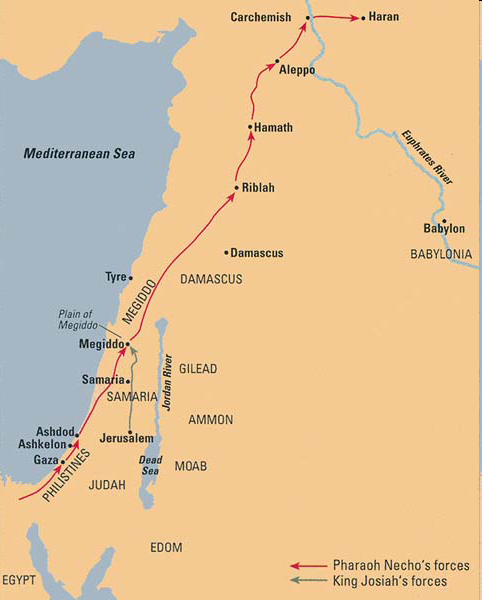 Carchemish
Haran
Aleppo
Hamath
Mediterranean Sea
Euphrates River
Riblah
Babylon
BABYLONIA
Damascus
Tyre
DAMASCUS
MEGIDDO
Plain of
Megiddo
Megiddo
GILEAD
Jordan River
Samaria
SAMARIA
AMMON
Ashdod
Ashkelon
Jerusalem
Gaza
Dead
Sea
MOAB
PHILISTINES
JUDAH
EDOM
Pharaoh Necho's forces
King Josiah's forces
EGYPT